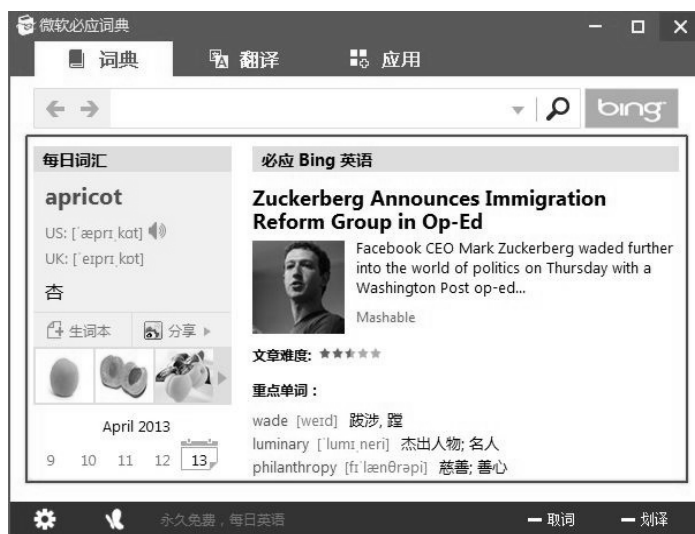 微软必应词典
词典 翻译 应用
bing
每日词汇
apricot
US: [ˈæprɪˌkɑt]
UK: [ˈeɪprɪˌkɒt]
杏
生词本 分享
April 2013
9 10 11 12 13
必应 Bing 英语
Zuckerberg Announces Immigration
Reform Group in Op-Ed
Facebook CEO Mark Zuckerberg waded further
into the world of politics on Thursday with a
Washington Post op-ed...
Mashable
文章难度:
重点单词：
wade [weɪd] 跋涉, 蹚
luminary [ˈlumɪˌneri] 杰出人物; 名人
philanthropy [fɪˈlænθrəpi] 慈善; 善心
永久免费，每日英语
取词 划译